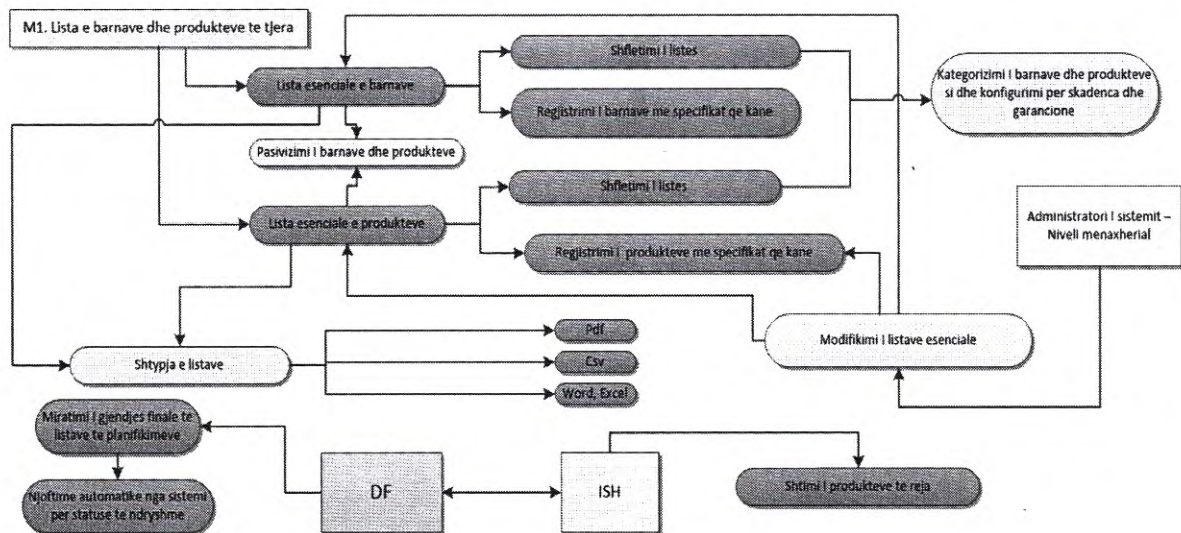 M1. Lista e barnave dhe produkteve te tjera
Lista esenciale e barnave
Shfletimi I listes
Regjistrimi I barnave me specifikat qe kane
Kategorizimi I barnave dhe produkteve
si dhe konfigurimi per skadenca dhe
garancione
Pasivizimi I barnave dhe produkteve
Shfletimi I listes
Lista esenciale e produkteve
Regjistrimi I produkteve me specifikat qe kane
Administratori I sistemit –
Niveli menaxherial
Pdf
Modifikimi I listave esenciale
Shtypja e listave
Csv
Word, Excel
Miratimi I gjendjes finale te
listave te planifikimeve
DF
ISH
Shtimi I produkteve te reja
Njoftime automatike nga sistemi
per statuse te ndryshme